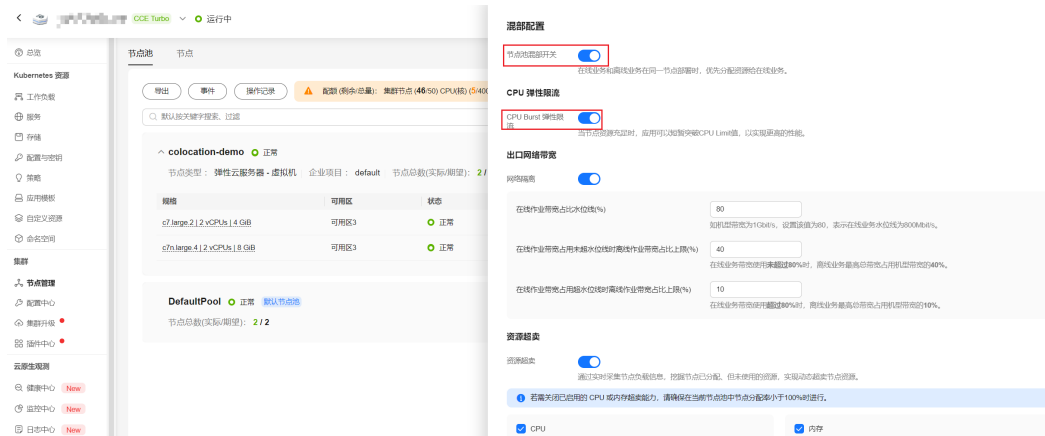 CCE Turbo 运行中
总览
Kubernetes 资源
工作负载
服务
存储
配置与密钥
策略
应用模板
自定义资源
命名空间
集群
节点管理
配置中心
集群升级
插件中心
云原生观测
健康中心 New
监控中心 New
日志中心 New
节点池 节点
导出 事件 操作记录 配额 (剩余/总量): 集群节点 (46/50) CPU(核) (5/400
默认按关键字搜索、过滤
colocation-demo 正常
节点类型 : 弹性云服务器 - 虚拟机 企业项目 : default 节点总数(实际/期望): 2 /
规格 可用区 状态
c7.large.2 | 2 vCPUs | 4 GiB 可用区3 正常
c7n.large.4 | 2 vCPUs | 8 GiB 可用区3 正常
DefaultPool 正常 默认节点池
节点总数(实际/期望): 2 / 2
混部配置
节点池混部开关
在线业务和离线业务在同一节点部署时，优先分配资源给在线业务。
CPU 弹性限流
CPU Burst 弹性限
流
当节点资源充足时，应用可以短暂突破CPU Limit值，以实现更高的性能。
出口网络带宽
网络隔离
在线作业带宽占比水位线(%) 80
如机型带宽为1Gbit/s，设置该值为80，表示在线业务水位线为800Mbit/s。
在线作业带宽占用未超水位线时离线作业带宽占比上限(%) 40
在线业务带宽使用未超过80%时，离线业务最高总带宽占用机型带宽的40%。
在线作业带宽占用超水位线时离线作业带宽占比上限(%) 10
在线业务带宽使用超过80%时，离线业务最高总带宽占用机型带宽的10%。
资源超卖
资源超卖
通过实时采集节点负载信息，挖掘节点已分配、但未使用的资源，实现动态超卖节点资源。
若需关闭已启用的 CPU 或内存超卖能力，请确保在当前节点池中节点分配率小于100%时进行。
CPU 内存